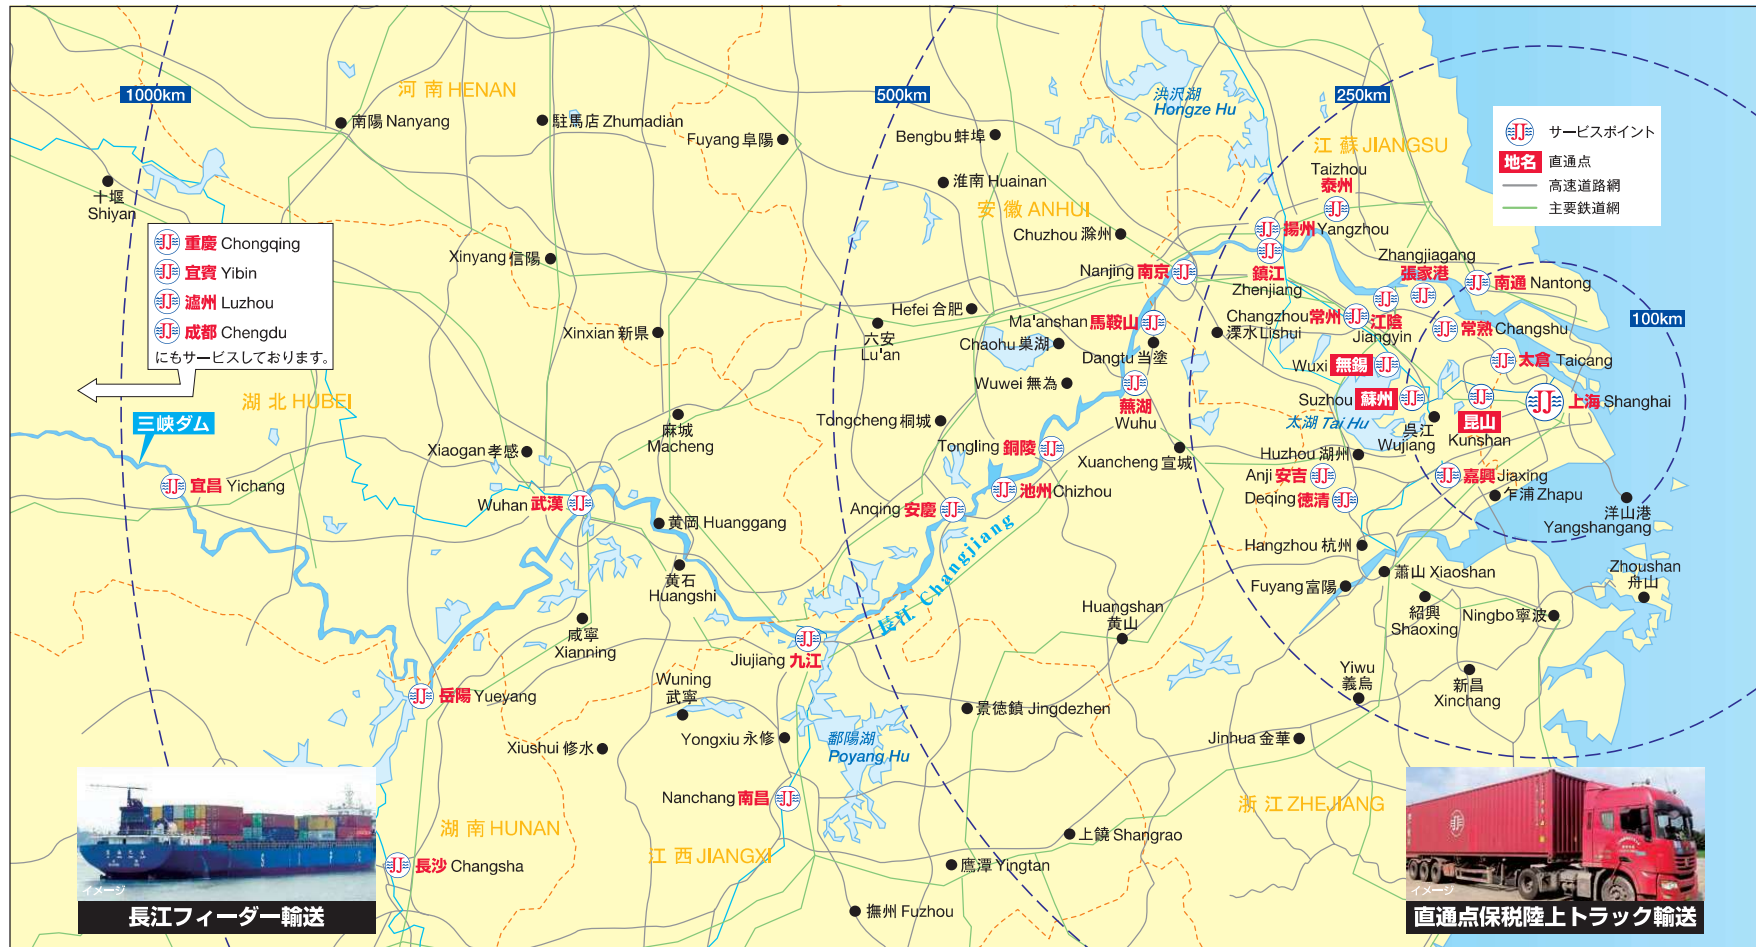 1000km
500km
250km
100km
河南 HENAN
南陽 Nanyang
駐馬店 Zhumadian
Fuyang 阜陽
Bengbu 蚌埠
洪沢湖
Hongze Hu
江蘇 JIANGSU
サービスポイント
地名 直通点
高速道路網
主要鉄道網
十堰
Shiyan
淮南 Huainan
安徽 ANHUI
Chuzhou 滁州
Taizhou
泰州
揚州 Yangzhou
重慶 Chongqing
宜賓 Yibin
瀘州 Luzhou
成都 Chengdu
にもサービスしております。
Xinyang 信陽
Nanjing 南京
鎮江
Zhenjiang
Zhangjiagang
張家港
南通 Nantong
Hefei 合肥
六安
Lu'an
Xinxian 新県
Ma'anshan 馬鞍山
Chaohu 巣湖
Dangtu 当塗
溧水 Lishui
Changzhou 常州
江陰
Jiangyin
常熟 Changshu
Wuxi 無錫
太倉 Taicang
Wuwei 無為
蕪湖
Wuhu
Suzhou 蘇州
太湖 Tai Hu
呉江
Wujiang
昆山
Kunshan
上海 Shanghai
湖北 HUBEI
三峡ダム
宜昌 Yichang
麻城
Macheng
Xiaogan 孝感
Wuhan 武漢
黄岡 Huanggang
黄石
Huangshi
Tongcheng 桐城
Tongling 銅陵
池州 Chizhou
Anqing 安慶
長江 Changjiang
Xuancheng 宣城
Huzhou 湖州
Anji 安吉
Deqing 徳清
嘉興 Jiaxing
乍浦 Zhapu
洋山港
Yangshangang
Hangzhou 杭州
Fuyang 富陽
蕭山 Xiaoshan
紹興
Shaoxing
Ningbo 寧波
Zhoushan
舟山
咸寧
Xianning
Jiujiang 九江
Huangshan
黄山
岳陽 Yueyang
Wuning
武寧
Xiushui 修水
Yongxiu 永修
鄱陽湖
Poyang Hu
景徳鎮 Jingdezhen
Yiwu
義烏
新昌
Xinchang
Jinhua 金華
Nanchang 南昌
浙江 ZHEJIANG
湖南 HUNAN
江西 JIANGXI
長沙 Changsha
上饒 Shangrao
鷹潭 Yingtan
撫州 Fuzhou
イメージ
長江フィーダー輸送
イメージ
直通点保税陸上トラック輸送